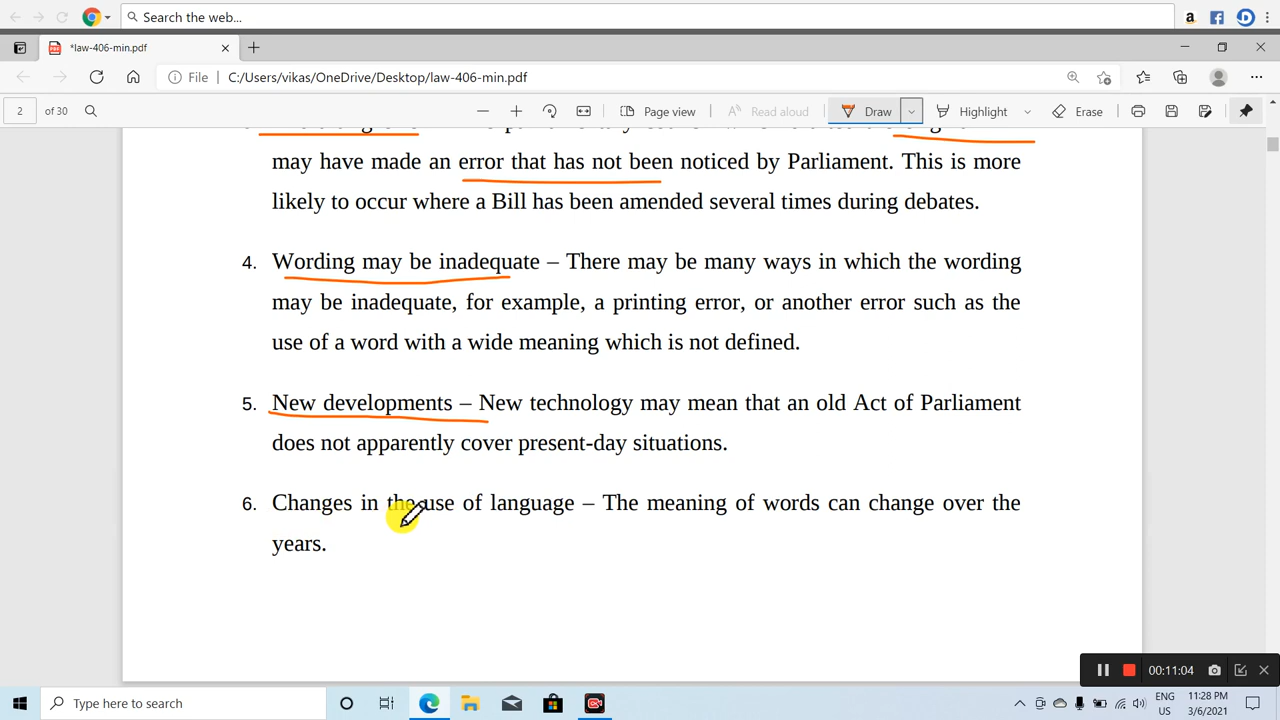 Search the web...
*law-406-min.pdf
File C:/Users/vikas/OneDrive/Desktop/law-406-min.pdf
2 of 30 Page view Read aloud Draw Highlight Erase
may have made an error that has not been noticed by Parliament. This is more
likely to occur where a Bill has been amended several times during debates.
4. Wording may be inadequate – There may be many ways in which the wording
may be inadequate, for example, a printing error, or another error such as the
use of a word with a wide meaning which is not defined.
5. New developments – New technology may mean that an old Act of Parliament
does not apparently cover present-day situations.
6. Changes in the use of language – The meaning of words can change over the
years.
00:11:04
Type here to search
ENG 11:28 PM
US 3/6/2021